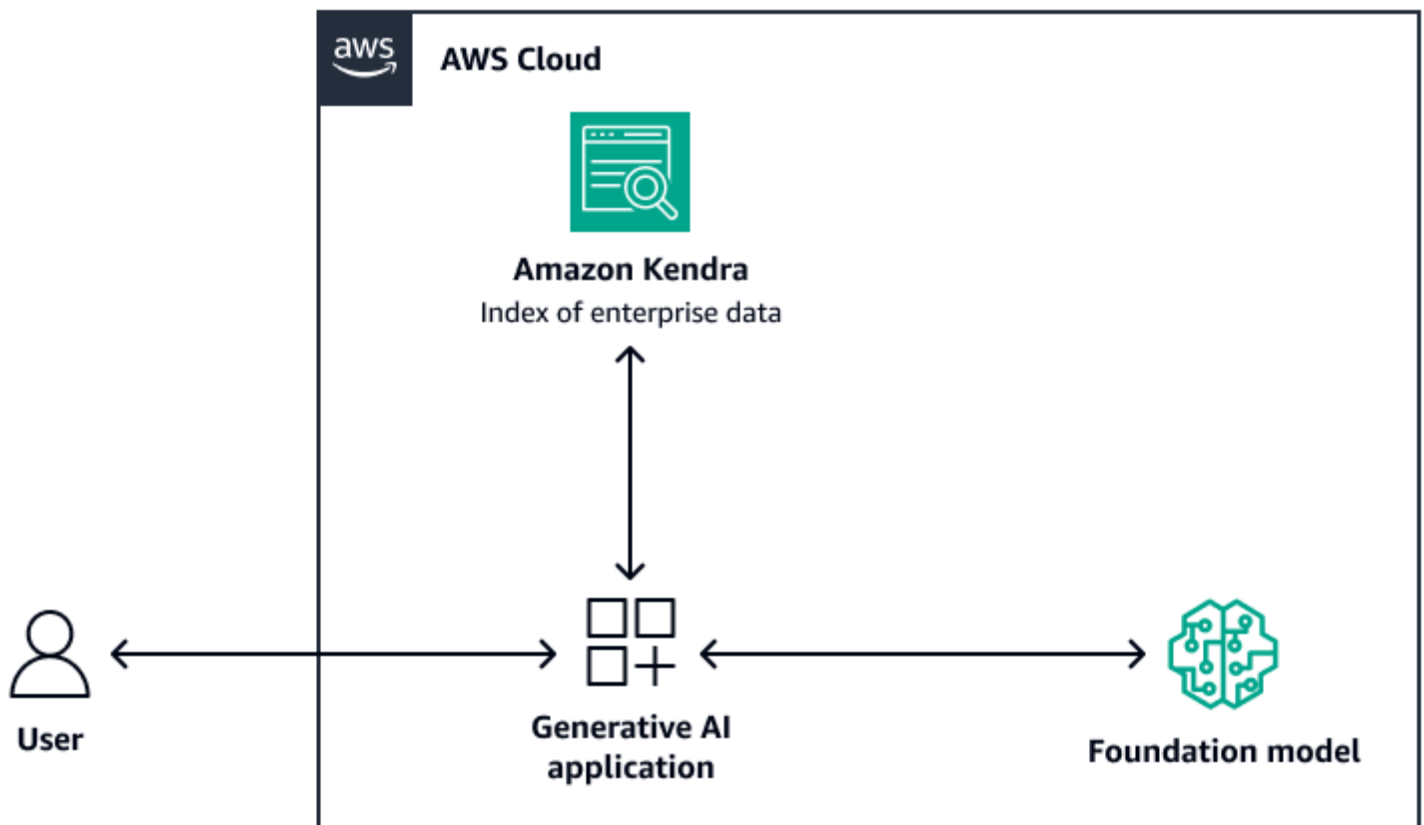 aws
AWS Cloud
Amazon Kendra
Index of enterprise data
User
Generative AI
application
Foundation model